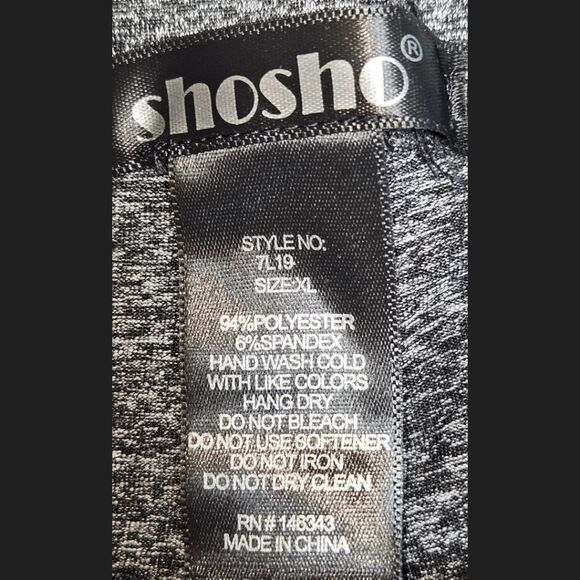 shosho®
STYLE NO:
7L19
SIZE:XL
94%POLYESTER
6%SPANDEX
HAND WASH COLD
WITH LIKE COLORS
HANG DRY
DO NOT BLEACH
DO NOT USE SOFTENER
DO NOT IRON
DO NOT DRY CLEAN
RN # 146343
MADE IN CHINA